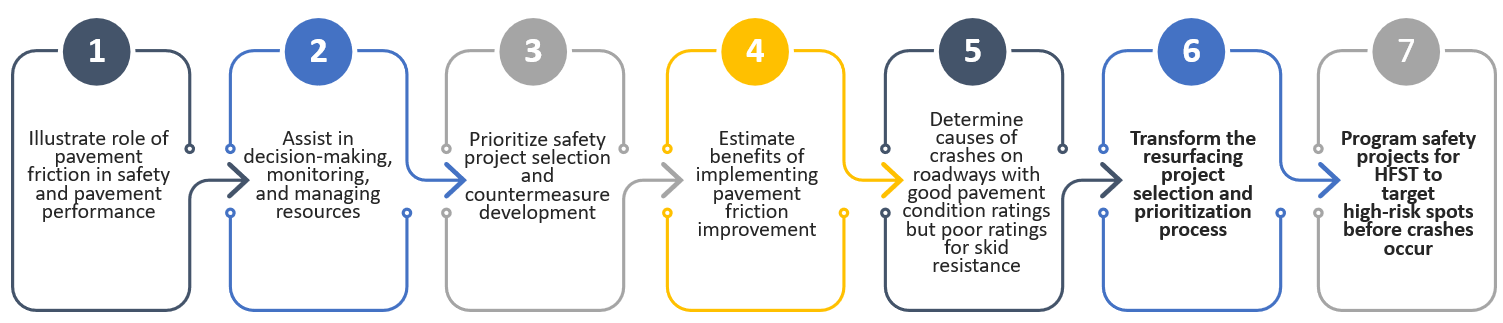 1
Illustrate role of
pavement
friction in safety
and pavement
performance
2
Assist in
decision-making,
monitoring,
and managing
resources
3
Prioritize safety
project selection
and
countermeasure
development
4
Estimate
benefits of
implementing
pavement
friction
improvement
5
Determine
causes of
crashes on
roadways with
good pavement
condition ratings
but poor ratings
for skid
resistance
6
Transform the
resurfacing
project
selection and
prioritization
process
7
Program safety
projects for
HFST to
target
high-risk spots
before crashes
occur